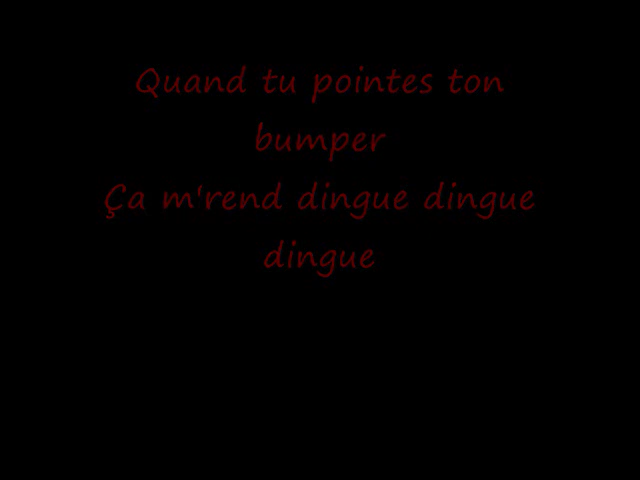 Quand tu pointes ton
bumper
Ça m'rend dingue dingue
dingue